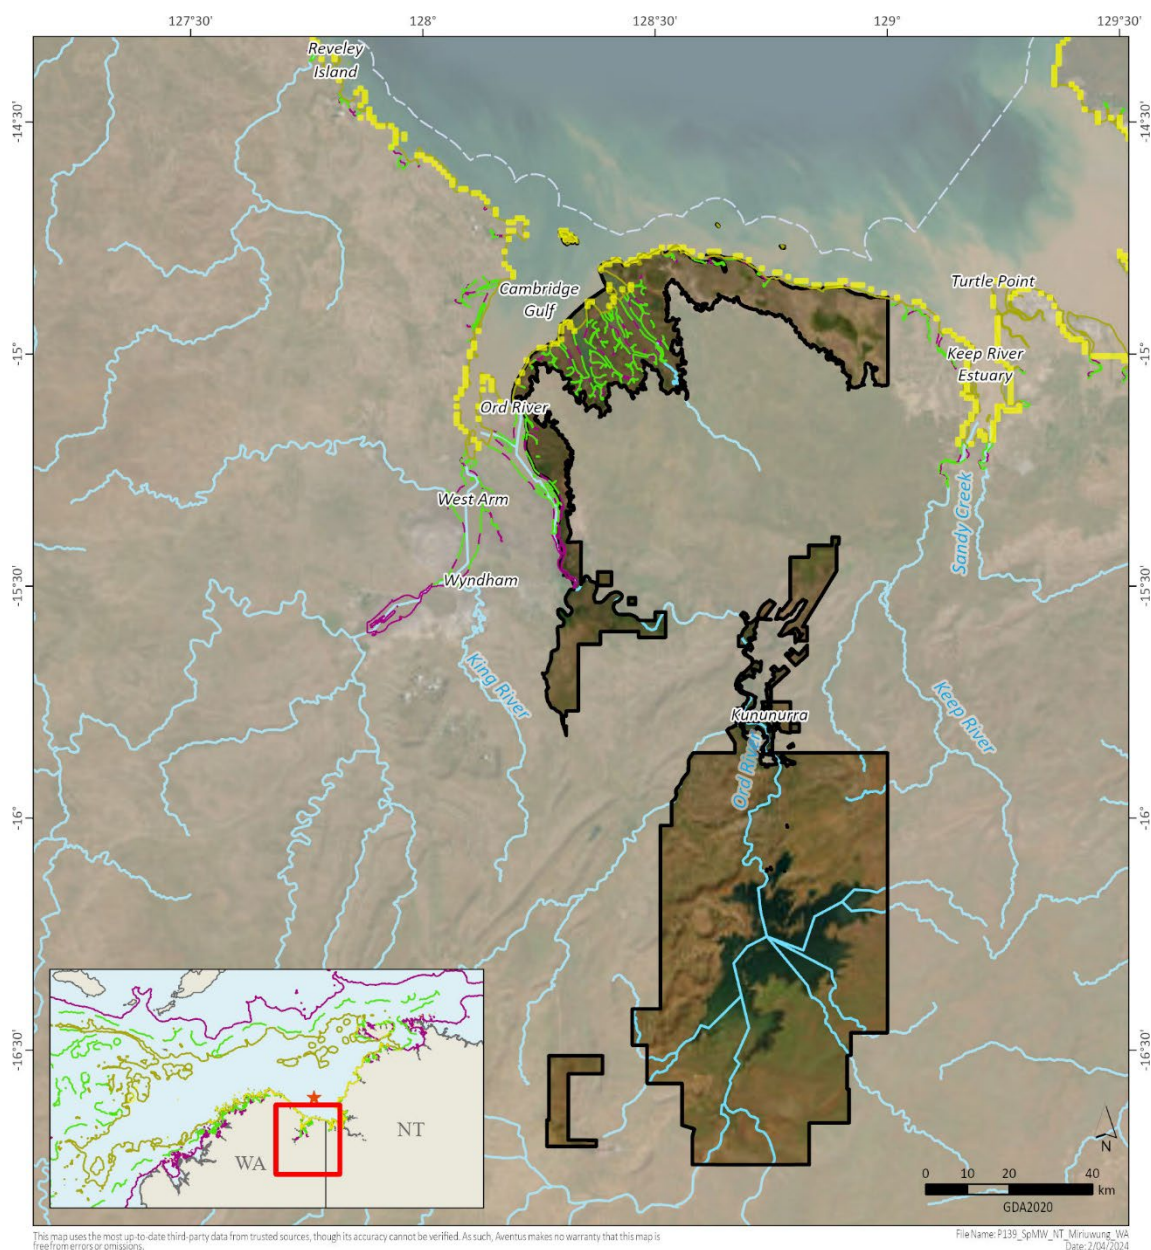 127°30'
128°
128°30'
129°
129°30'
Reveley
Island
-14°30'
-14°30'
Turtle Point
Cambridge
Gulf
-15°
-15°
Keep River
Estuary
Ord River
West Arm
Sandy Creek
Wyndham
-15°30'
-15°30'
King River
Keep River
Kununurra
Ord River
-16°
-16°
-16°30'
-16°30'
NT
WA
N
0 10 20 40
km
GDA2020
This map uses the most up-to-date third-party data from trusted sources, though its accuracy cannot be verified. As such, Aventus makes no warranty that this map is
free from errors or omissions.
File Name: P139_SpMW_NT_Miriuwung_WA
Date: 2/04/2024